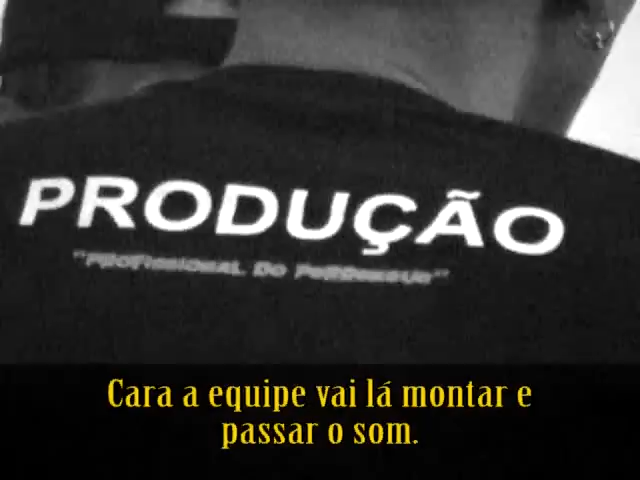 PRODUÇÃO
"PROFISSIONAL DO
Cara a equipe vai lá montar e
passar o som.